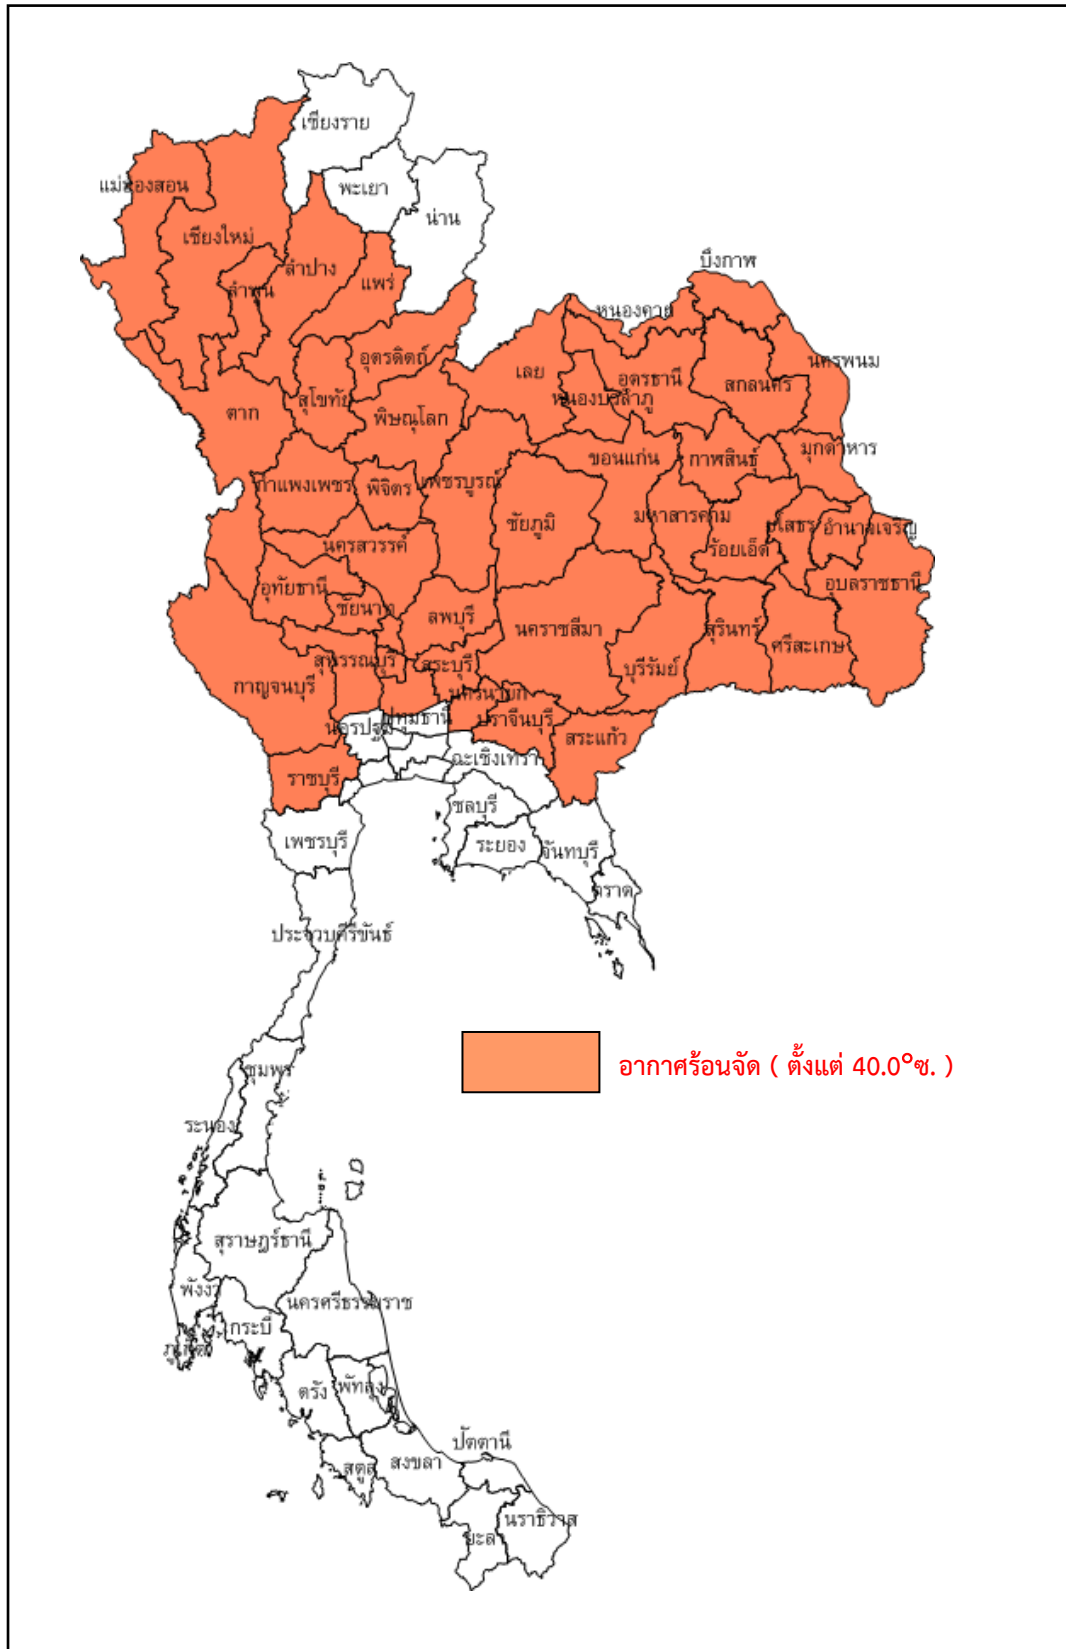 เชียงราย
แม่ฮ่องสอน
พะเยา
น่าน
เชียงใหม่
ลำปาง
บึงกาฬ
ลำพูน
แพร่
หนองคาย
อุตรดิตถ์
นครพนม
เลย
อุดรธานี
สกลนคร
หนองบัวลำภู
สุโขทัย
ตาก
พิษณุโลก
มุกดาหาร
ขอนแก่น
กาฬสินธุ์
กำแพงเพชร
พิจิตร
เพชรบูรณ์
มหาสารคาม
ชัยภูมิ
ยโสธร
อำนาจเจริญ
นครสวรรค์
ร้อยเอ็ด
อุทัยธานี
อุบลราชธานี
ชัยนาท
ลพบุรี
นคราชสีมา
สุรินทร์
ศรีสะเกษ
สุพรรณบุรี
สระบุรี
บุรีรัมย์
กาญจนบุรี
นครนายก
ปทุมธานี
ปราจีนบุรี
นครปฐม
สระแก้ว
ฉะเชิงเทรา
ราชบุรี
ชลบุรี
เพชรบุรี
ระยอง
จันทบุรี
ตราด
ประจวบคีรีขันธ์
อากาศร้อนจัด ( ตั้งแต่ 40.0°ซ. )
ชุมพร
ระนอง
สุราษฎร์ธานี
พังงา
นครศรีธรรมราช
กระบี่
ภูเก็ต
พัทลุง
ตรัง
ปัตตานี
สงขลา
สตูล
นราธิวาส
ยะลา